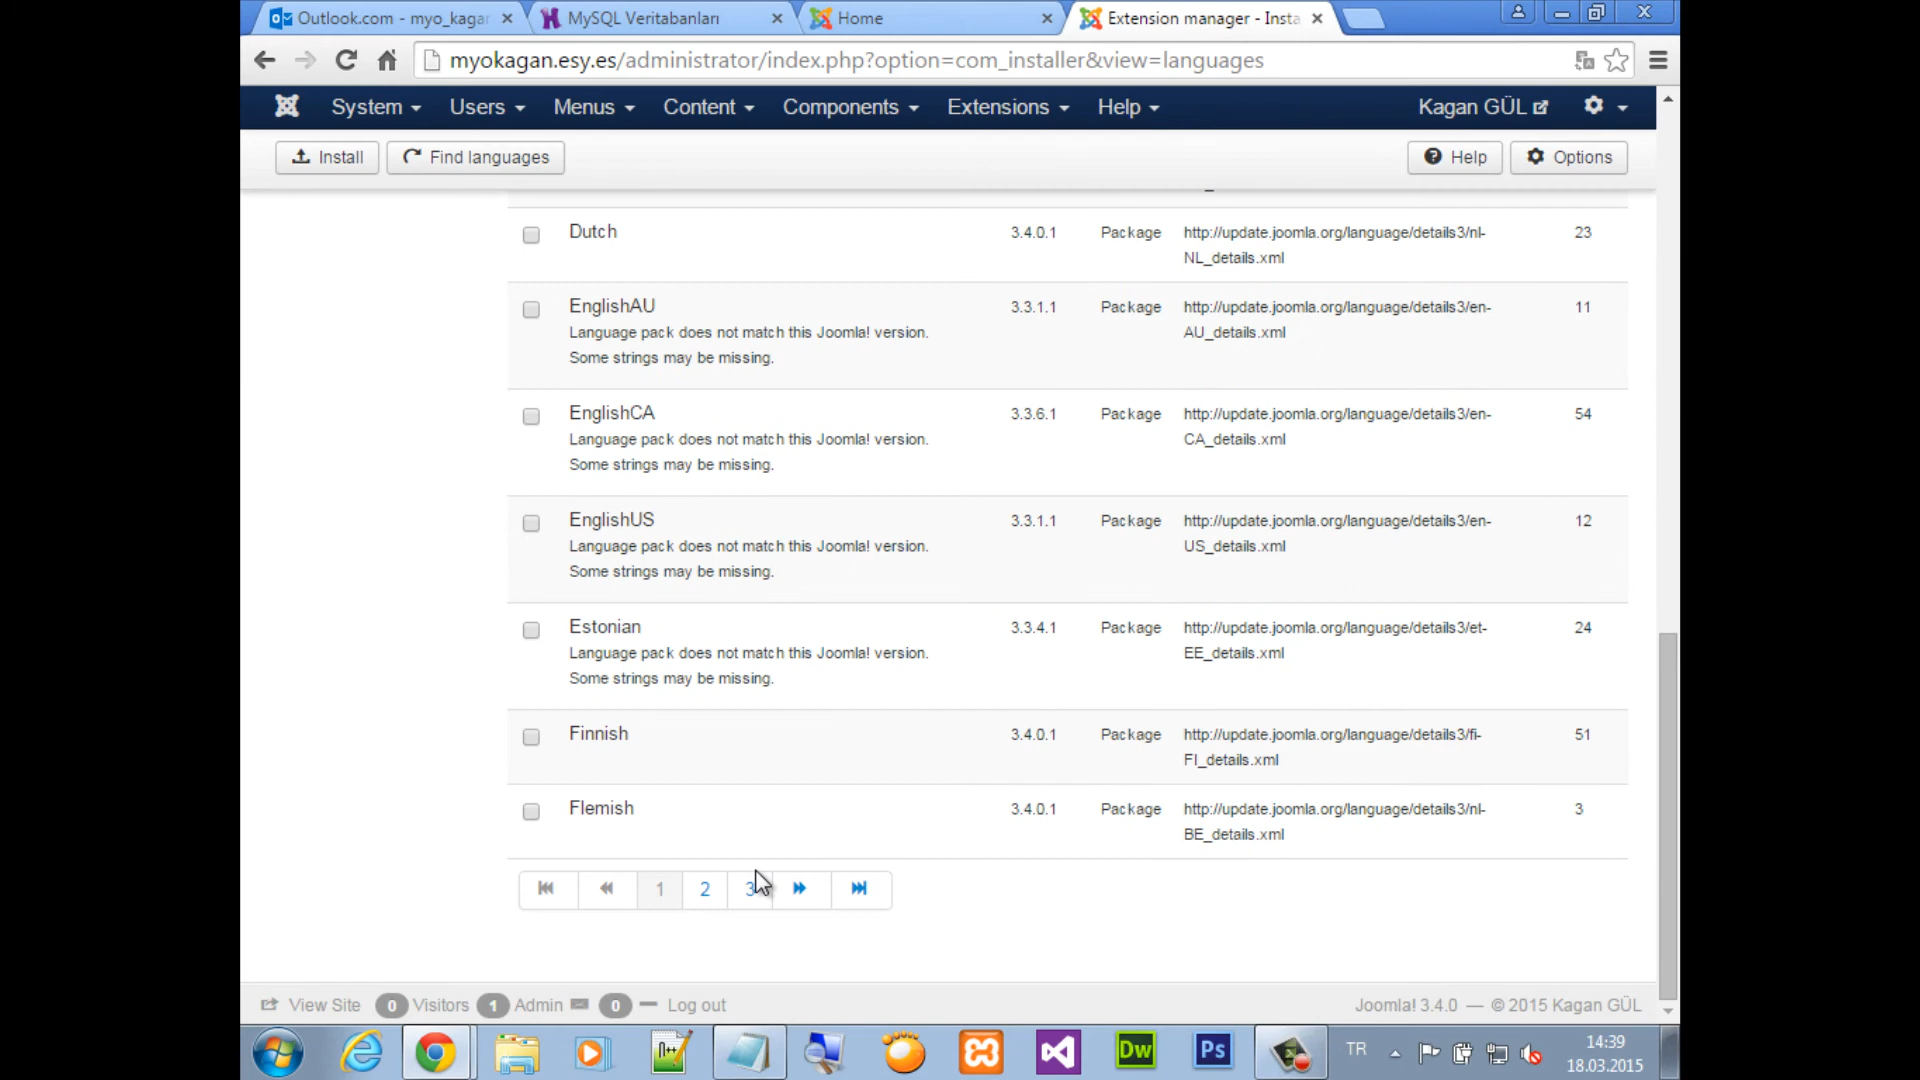 Outlook.com - myo_kagan
MySQL Veritabanları
Home
Extension manager - Insta
myokagan.esy.es/administrator/index.php?option=com_installer&view=languages
System
Users
Menus
Content
Components
Extensions
Help
Kagan GÜL
Install
Find languages
Help
Options
Dutch
3.4.0.1
Package
http://update.joomla.org/language/details3/nl-
NL_details.xml
23
EnglishAU
Language pack does not match this Joomla! version.
Some strings may be missing.
3.3.1.1
Package
http://update.joomla.org/language/details3/en-
AU_details.xml
11
EnglishCA
Language pack does not match this Joomla! version.
Some strings may be missing.
3.3.6.1
Package
http://update.joomla.org/language/details3/en-
CA_details.xml
54
EnglishUS
Language pack does not match this Joomla! version.
Some strings may be missing.
3.3.1.1
Package
http://update.joomla.org/language/details3/en-
US_details.xml
12
Estonian
Language pack does not match this Joomla! version.
Some strings may be missing.
3.3.4.1
Package
http://update.joomla.org/language/details3/et-
EE_details.xml
24
Finnish
3.4.0.1
Package
http://update.joomla.org/language/details3/fi-
FI_details.xml
51
Flemish
3.4.0.1
Package
http://update.joomla.org/language/details3/nl-
BE_details.xml
3
1 2 3
View Site 0 Visitors 1 Admin 0 Log out
Joomla! 3.4.0 — © 2015 Kagan GÜL
n++
Dw
Ps
TR
14:39
18.03.2015